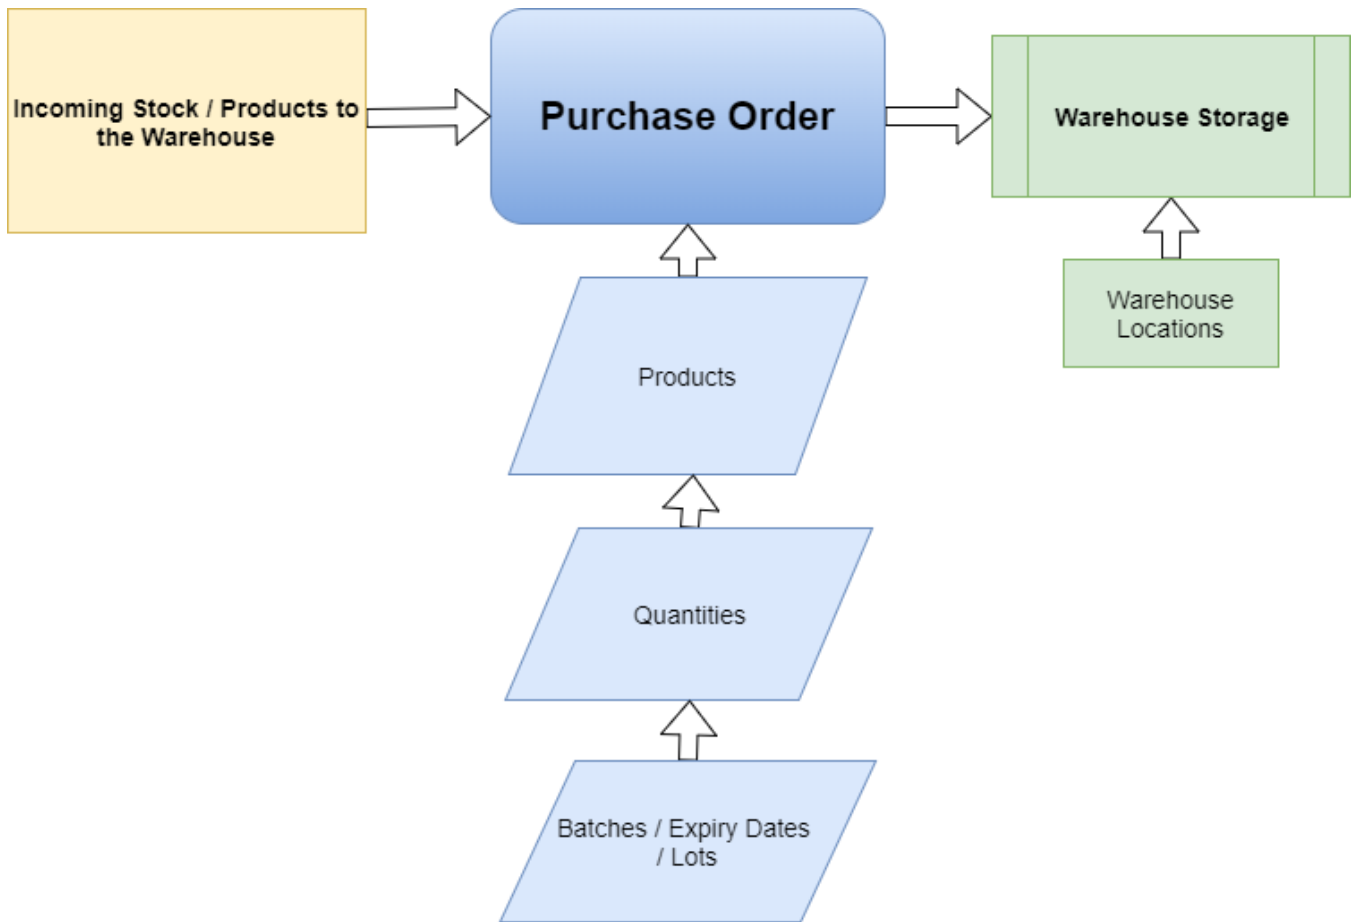 Incoming Stock / Products to
the Warehouse
Purchase Order
Warehouse Storage
Warehouse
Locations
Products
Quantities
Batches / Expiry Dates
/ Lots